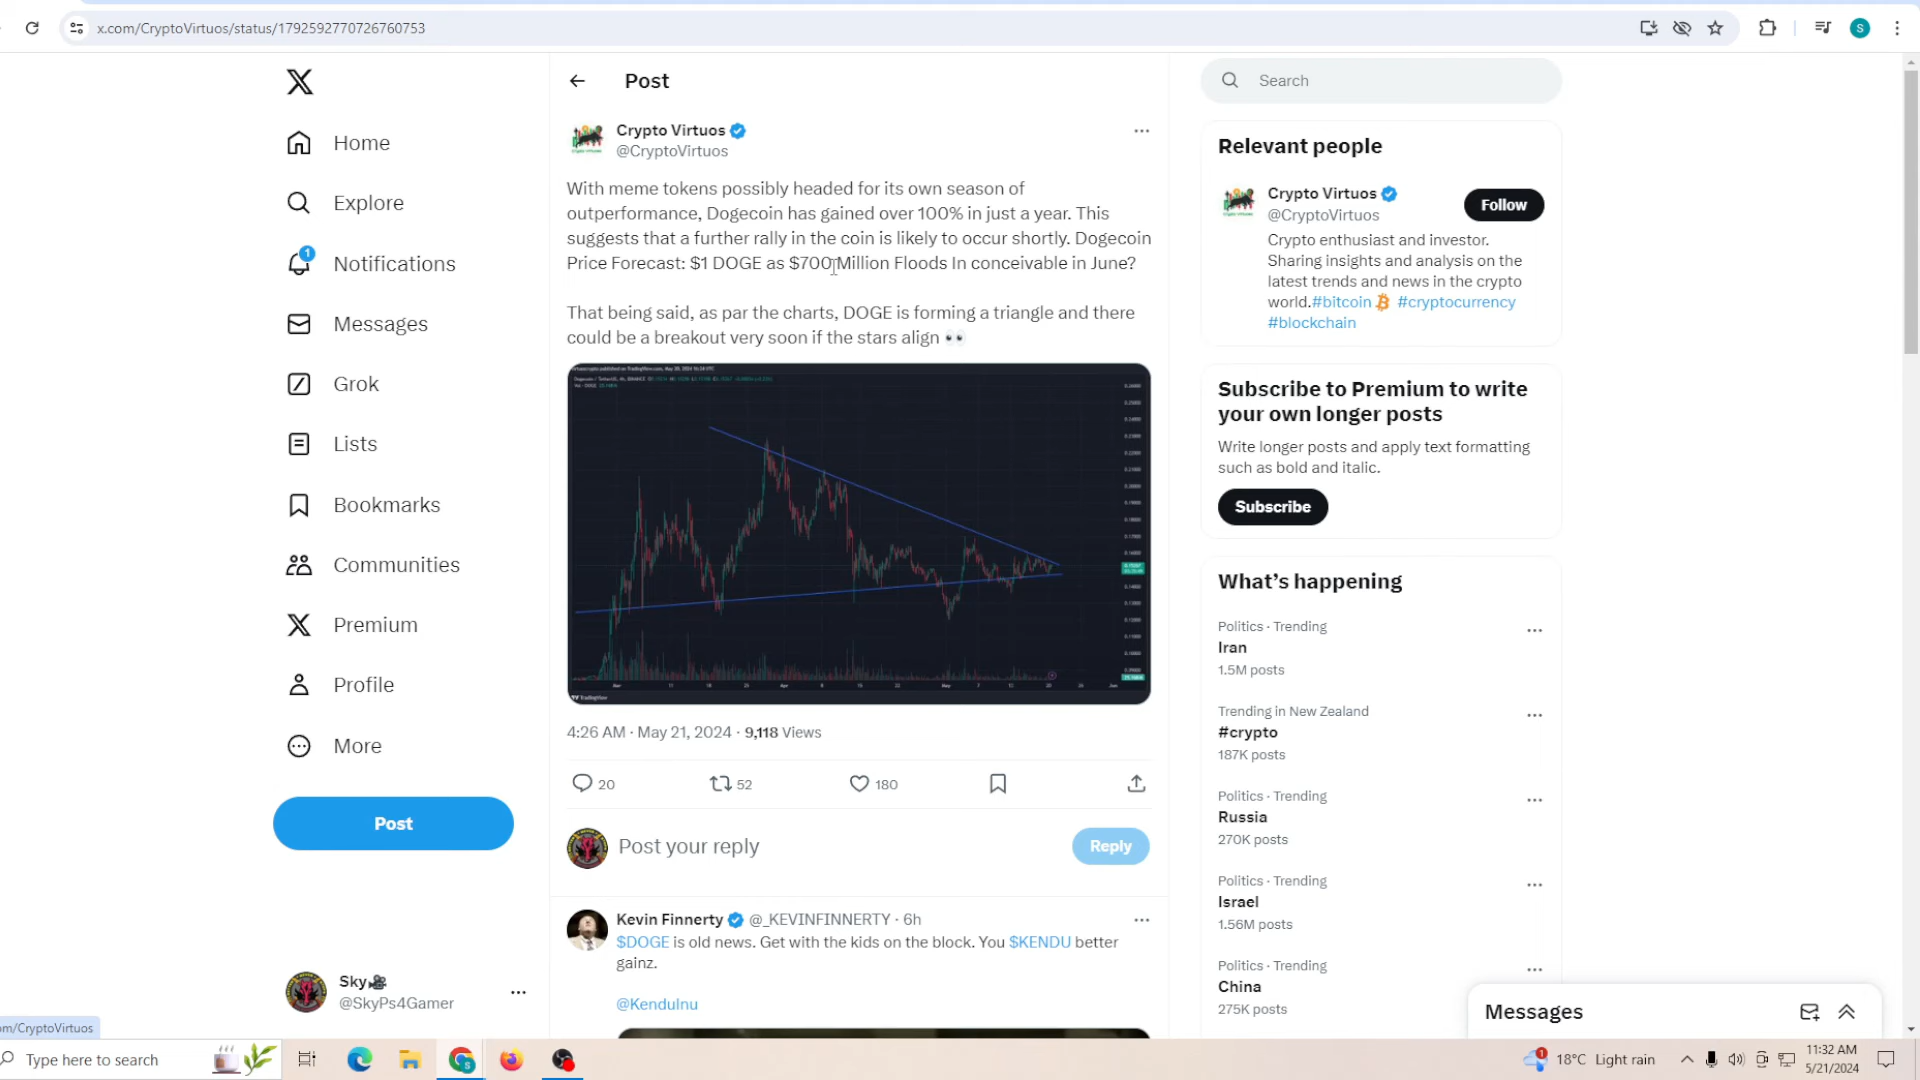 x.com/CryptoVirtuos/status/1792592770726760753
S
Home
Explore
1
Notifications
Messages
Grok
Lists
Bookmarks
Communities
Premium
Profile
More
Post
Sky🎥
@SkyPs4Gamer
Post
Crypto Virtuos
@CryptoVirtuos
With meme tokens possibly headed for its own season of
outperformance, Dogecoin has gained over 100% in just a year. This
suggests that a further rally in the coin is likely to occur shortly. Dogecoin
Price Forecast: $1 DOGE as $700 Million Floods In conceivable in June?
That being said, as par the charts, DOGE is forming a triangle and there
could be a breakout very soon if the stars align 👀
TradingView
4:26 AM · May 21, 2024 · 9,118 Views
20
52
180
Post your reply
Reply
Kevin Finnerty @_KEVINFINNERTY · 6h
$DOGE is old news. Get with the kids on the block. You $KENDU better
gainz.
@KenduInu
Search
Relevant people
Crypto Virtuos
@CryptoVirtuos
Follow
Crypto enthusiast and investor.
Sharing insights and analysis on the
latest trends and news in the crypto
world.#bitcoin #cryptocurrency
#blockchain
Subscribe to Premium to write
your own longer posts
Write longer posts and apply text formatting
such as bold and italic.
Subscribe
What's happening
Politics · Trending
Iran
1.5M posts
Trending in New Zealand
#crypto
187K posts
Politics · Trending
Russia
270K posts
Politics · Trending
Israel
1.56M posts
Politics · Trending
China
275K posts
Messages
om/CryptoVirtuos
Type here to search
1
18°C Light rain
11:32 AM
5/21/2024